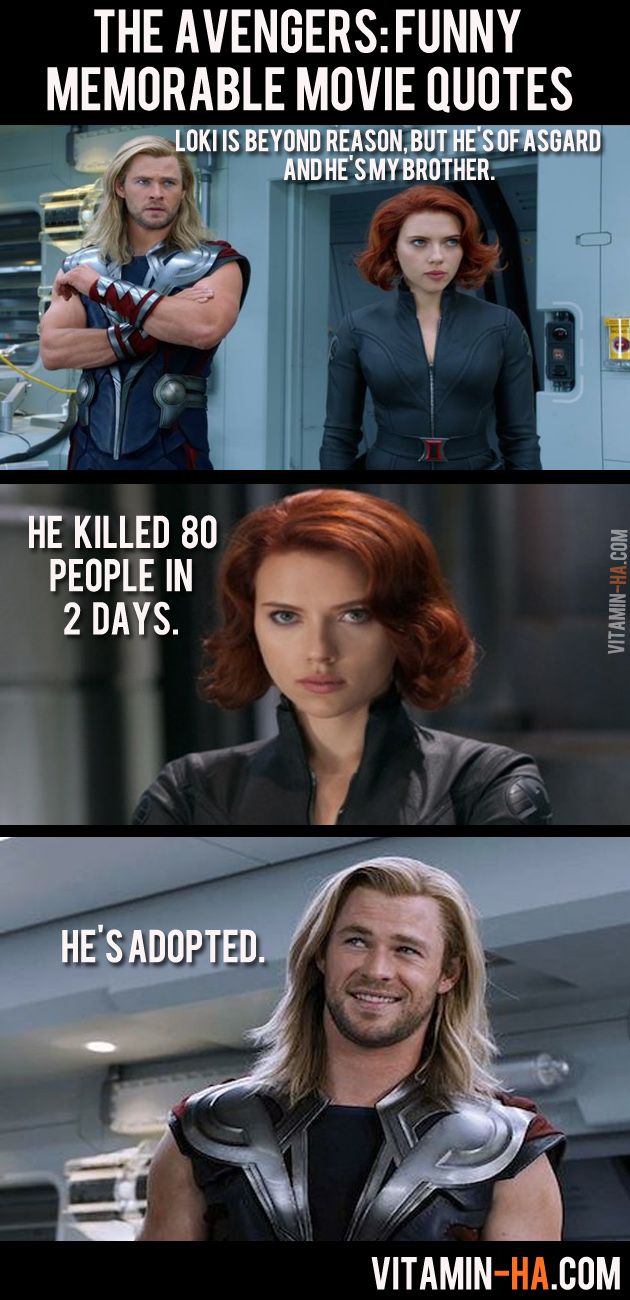 THE AVENGERS: FUNNY
MEMORABLE MOVIE QUOTES
LOKI IS BEYOND REASON, BUT HE'S OF ASGARD
AND HE'S MY BROTHER.
HE KILLED 80
PEOPLE IN
2 DAYS.
VITAMIN-HA.COM
HE'S ADOPTED.
VITAMIN-HA.COM